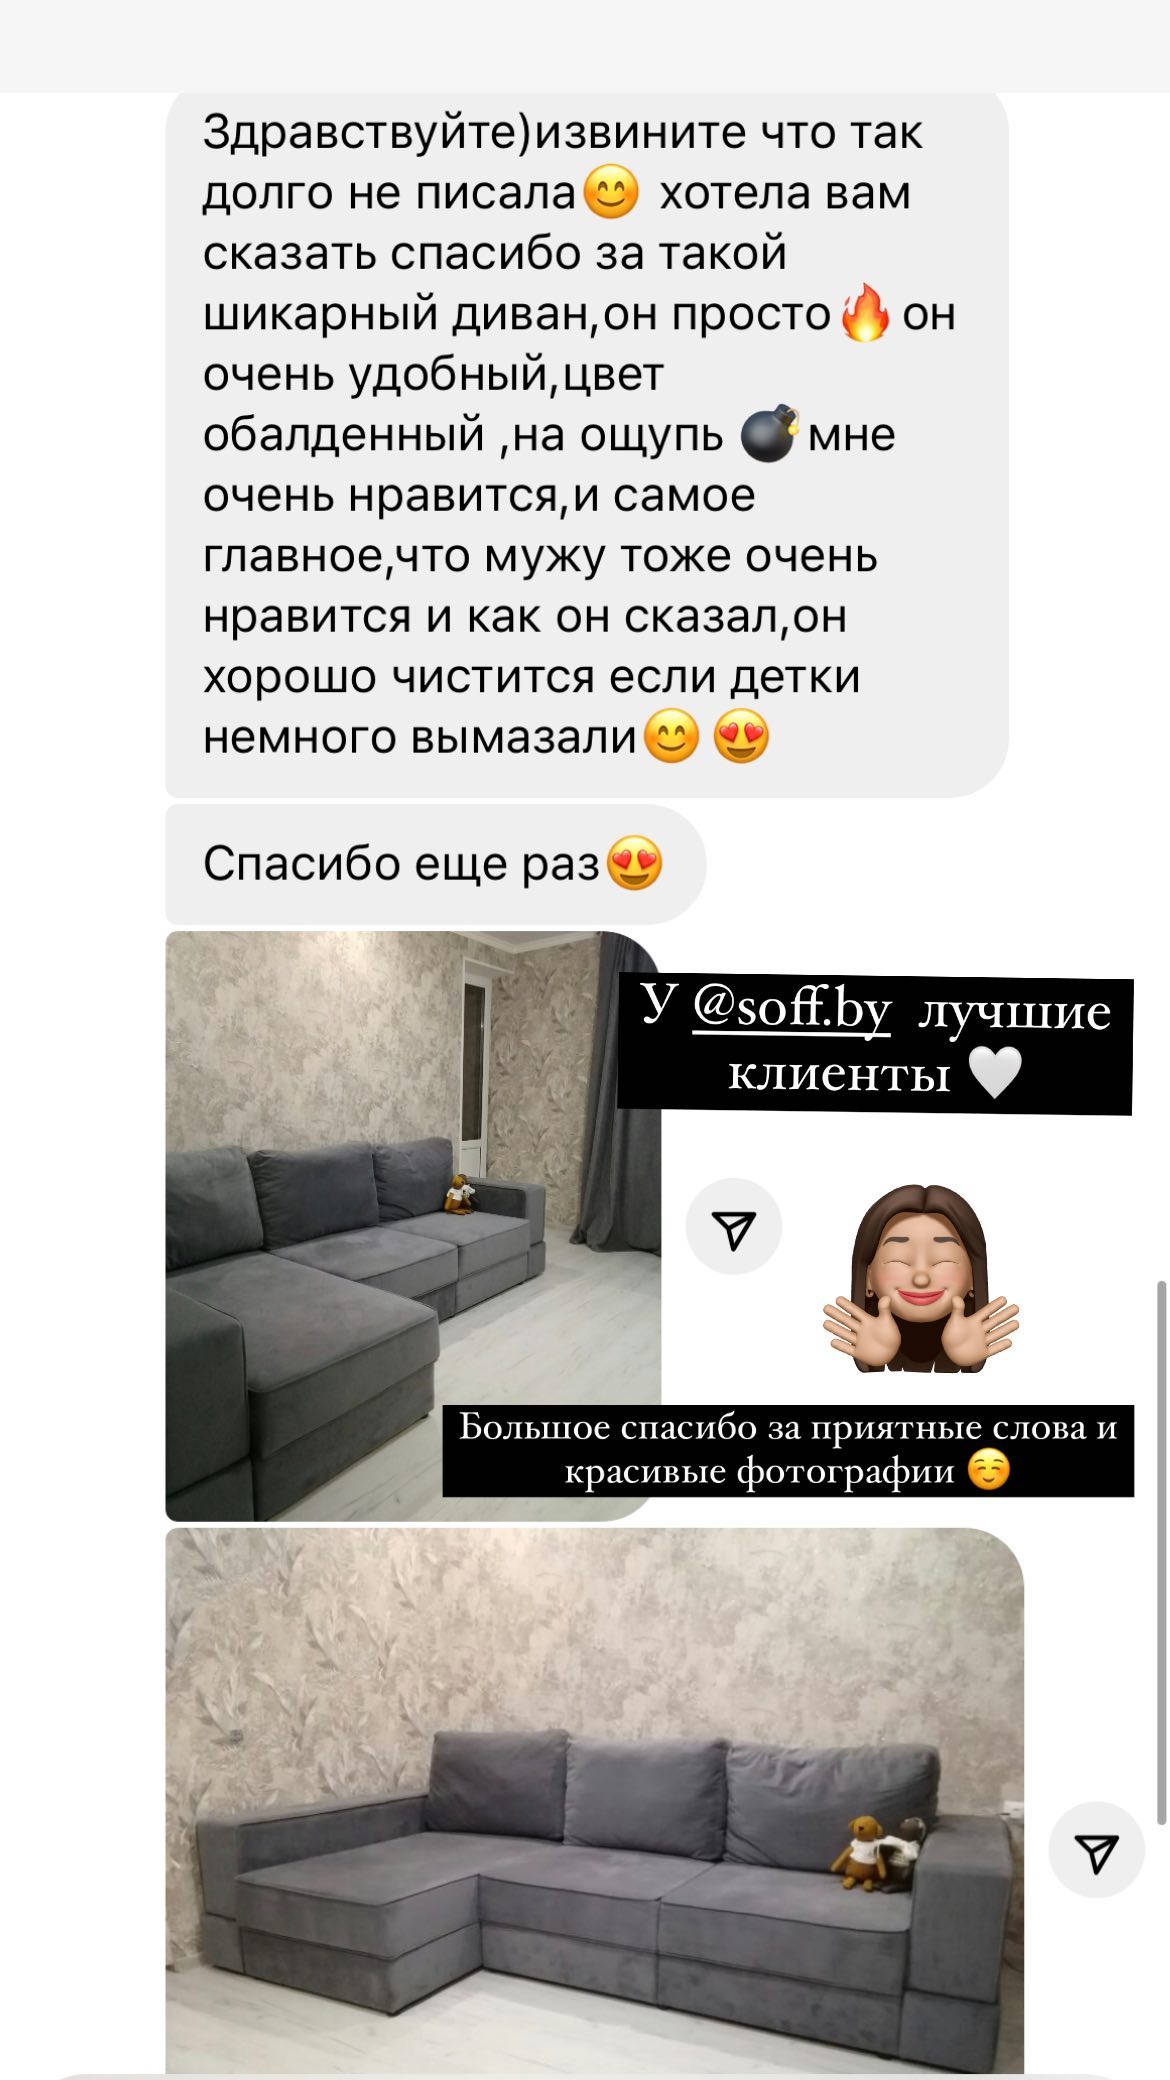 Здравствуйте)извините что так
долго не писала😊 хотела вам
сказать спасибо за такой
шикарный диван,он просто🔥он
очень удобный,цвет
обалденный ,на ощупь 💣мне
очень нравится,и самое
главное,что мужу тоже очень
нравится и как он сказал,он
хорошо чистится если детки
немного вымазали😊😍
Спасибо еще раз😍
У @soff.by лучшие
клиенты 🤍
Большое спасибо за приятные слова и
красивые фотографии ☺️